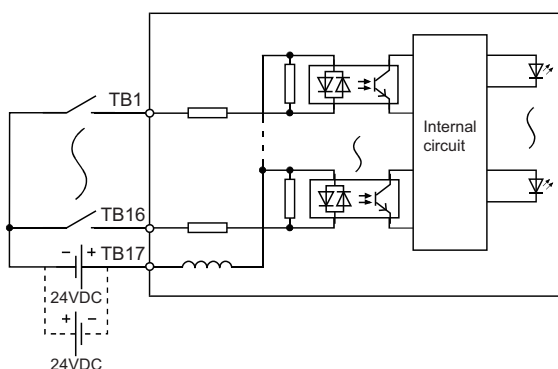 TB1
Internal
circuit
TB16
− + TB17
24VDC
+ −
24VDC